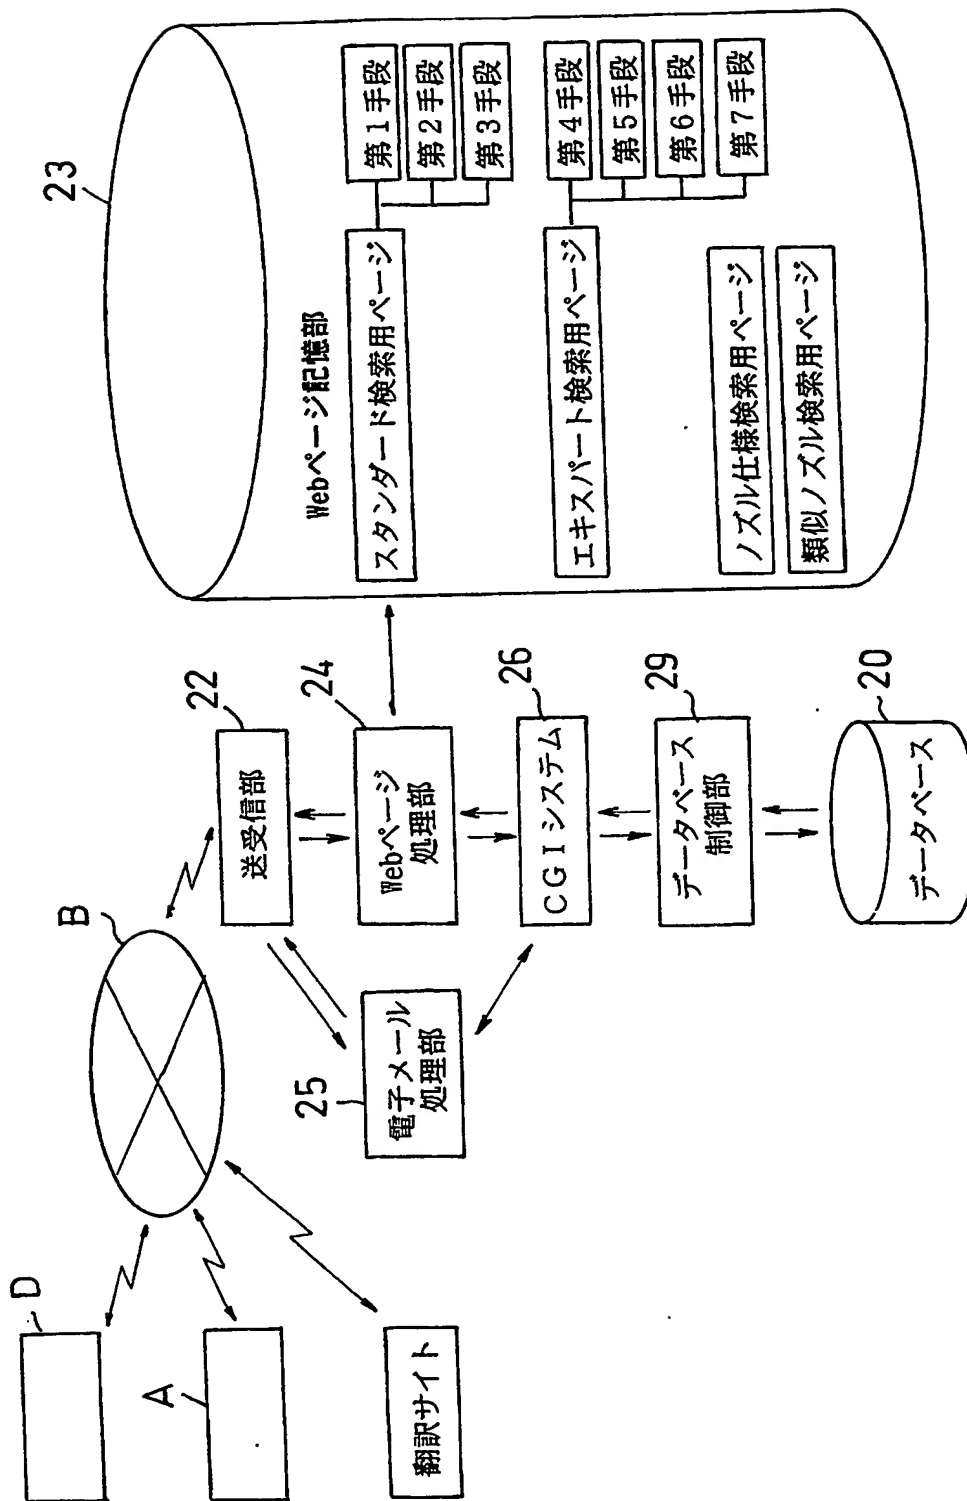 D
A
翻訳サイト
B
22
送受信部
25
電子メール
処理部
24
Webページ
処理部
26
CGIシステム
29
データベース
制御部
20
データベース
23
Webページ記憶部
スタンダード検索用ページ
第1手段
第2手段
第3手段
エキスパート検索用ページ
第4手段
第5手段
第6手段
第7手段
ノズル仕様検索用ページ
類似ノズル検索用ページ